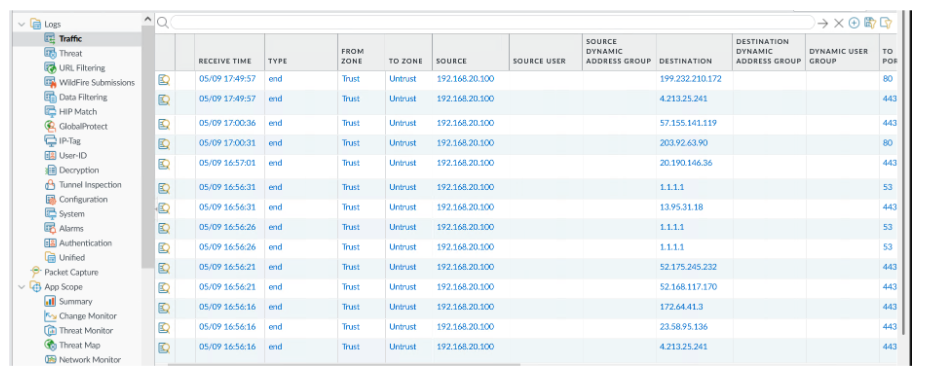 Logs
Traffic
Threat
URL Filtering
WildFire Submissions
Data Filtering
HIP Match
GlobalProtect
IP-Tag
User-ID
Decryption
Tunnel Inspection
Configuration
System
Alarms
Authentication
Unified
Packet Capture
App Scope
Summary
Change Monitor
Threat Monitor
Threat Map
Network Monitor
RECEIVE TIME TYPE FROM ZONE TO ZONE SOURCE SOURCE USER SOURCE DYNAMIC ADDRESS GROUP DESTINATION DESTINATION DYNAMIC ADDRESS GROUP DYNAMIC USER GROUP TO POR
05/09 17:49:57 end Trust Untrust 192.168.20.100 199.232.210.172 80
05/09 17:49:57 end Trust Untrust 192.168.20.100 4.213.25.241 443
05/09 17:00:36 end Trust Untrust 192.168.20.100 57.155.141.119 443
05/09 17:00:31 end Trust Untrust 192.168.20.100 203.92.63.90 80
05/09 16:57:01 end Trust Untrust 192.168.20.100 20.190.146.36 443
05/09 16:56:31 end Trust Untrust 192.168.20.100 1.1.1.1 53
05/09 16:56:31 end Trust Untrust 192.168.20.100 13.95.31.18 443
05/09 16:56:26 end Trust Untrust 192.168.20.100 1.1.1.1 53
05/09 16:56:26 end Trust Untrust 192.168.20.100 1.1.1.1 53
05/09 16:56:21 end Trust Untrust 192.168.20.100 52.175.245.232 443
05/09 16:56:21 end Trust Untrust 192.168.20.100 52.168.117.170 443
05/09 16:56:16 end Trust Untrust 192.168.20.100 172.64.41.3 443
05/09 16:56:16 end Trust Untrust 192.168.20.100 23.58.95.136 443
05/09 16:56:16 end Trust Untrust 192.168.20.100 4.213.25.241 443